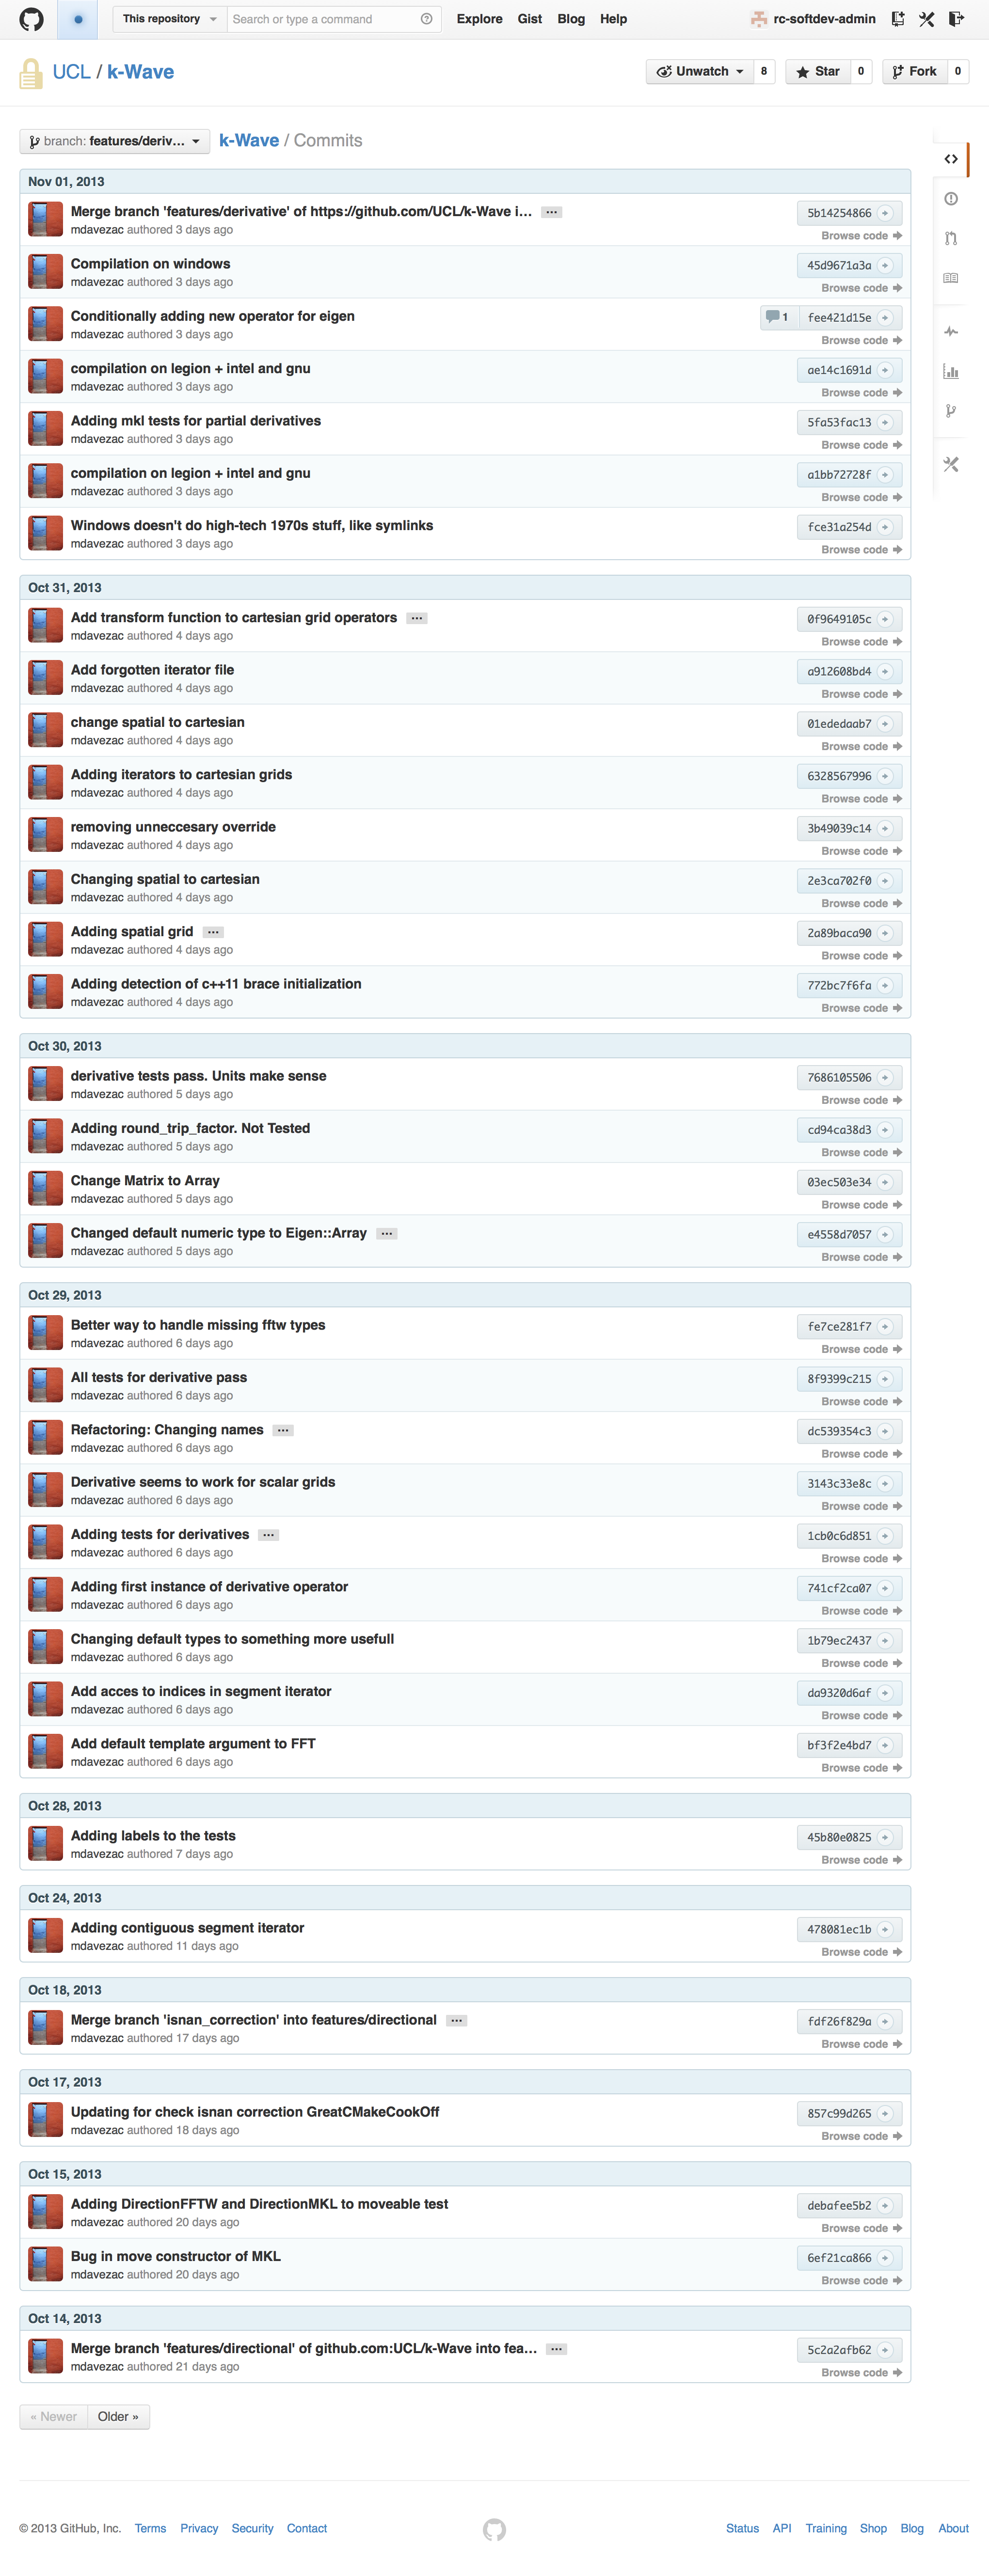 This repository
Search or type a command
Explore Gist Blog Help
rc-softdev-admin
UCL / k-Wave
Unwatch 8 Star 0 Fork 0
branch: features/deriv...
k-Wave / Commits
Nov 01, 2013
Merge branch 'features/derivative' of https://github.com/UCL/k-Wave i... …
5b14254866
mdavezac authored 3 days ago
Browse code
Compilation on windows
45d9671a3a
mdavezac authored 3 days ago
Browse code
Conditionally adding new operator for eigen
1 fee421d15e
mdavezac authored 3 days ago
Browse code
compilation on legion + intel and gnu
ae14c1691d
mdavezac authored 3 days ago
Browse code
Adding mkl tests for partial derivatives
5fa53fac13
mdavezac authored 3 days ago
Browse code
compilation on legion + intel and gnu
a1bb72728f
mdavezac authored 3 days ago
Browse code
Windows doesn't do high-tech 1970s stuff, like symlinks
fce31a254d
mdavezac authored 3 days ago
Browse code
Oct 31, 2013
Add transform function to cartesian grid operators …
0f9649105c
mdavezac authored 4 days ago
Browse code
Add forgotten iterator file
a912608bd4
mdavezac authored 4 days ago
Browse code
change spatial to cartesian
01ededaab7
mdavezac authored 4 days ago
Browse code
Adding iterators to cartesian grids
6328567996
mdavezac authored 4 days ago
Browse code
removing unneccesary override
3b49039c14
mdavezac authored 4 days ago
Browse code
Changing spatial to cartesian
2e3ca702f0
mdavezac authored 4 days ago
Browse code
Adding spatial grid …
2a89baca90
mdavezac authored 4 days ago
Browse code
Adding detection of c++11 brace initialization
772bc7f6fa
mdavezac authored 4 days ago
Browse code
Oct 30, 2013
derivative tests pass. Units make sense
7686105506
mdavezac authored 5 days ago
Browse code
Adding round_trip_factor. Not Tested
cd94ca38d3
mdavezac authored 5 days ago
Browse code
Change Matrix to Array
03ec503e34
mdavezac authored 5 days ago
Browse code
Changed default numeric type to Eigen::Array …
e4558d7057
mdavezac authored 5 days ago
Browse code
Oct 29, 2013
Better way to handle missing fftw types
fe7ce281f7
mdavezac authored 6 days ago
Browse code
All tests for derivative pass
8f9399c215
mdavezac authored 6 days ago
Browse code
Refactoring: Changing names …
dc539354c3
mdavezac authored 6 days ago
Browse code
Derivative seems to work for scalar grids
3143c33e8c
mdavezac authored 6 days ago
Browse code
Adding tests for derivatives …
1cb0c6d851
mdavezac authored 6 days ago
Browse code
Adding first instance of derivative operator
741cf2ca07
mdavezac authored 6 days ago
Browse code
Changing default types to something more usefull
1b79ec2437
mdavezac authored 6 days ago
Browse code
Add acces to indices in segment iterator
da9320d6af
mdavezac authored 6 days ago
Browse code
Add default template argument to FFT
bf3f2e4bd7
mdavezac authored 6 days ago
Browse code
Oct 28, 2013
Adding labels to the tests
45b80e0825
mdavezac authored 7 days ago
Browse code
Oct 24, 2013
Adding contiguous segment iterator
478081ec1b
mdavezac authored 11 days ago
Browse code
Oct 18, 2013
Merge branch 'isnan_correction' into features/directional …
fdf26f829a
mdavezac authored 17 days ago
Browse code
Oct 17, 2013
Updating for check isnan correction GreatCMakeCookOff
857c99d265
mdavezac authored 18 days ago
Browse code
Oct 15, 2013
Adding DirectionFFTW and DirectionMKL to moveable test
debafee5b2
mdavezac authored 20 days ago
Browse code
Bug in move constructor of MKL
6ef21ca866
mdavezac authored 20 days ago
Browse code
Oct 14, 2013
Merge branch 'features/directional' of github.com:UCL/k-Wave into fea... …
5c2a2afb62
mdavezac authored 21 days ago
Browse code
« Newer Older »
© 2013 GitHub, Inc. Terms Privacy Security Contact
Status API Training Shop Blog About